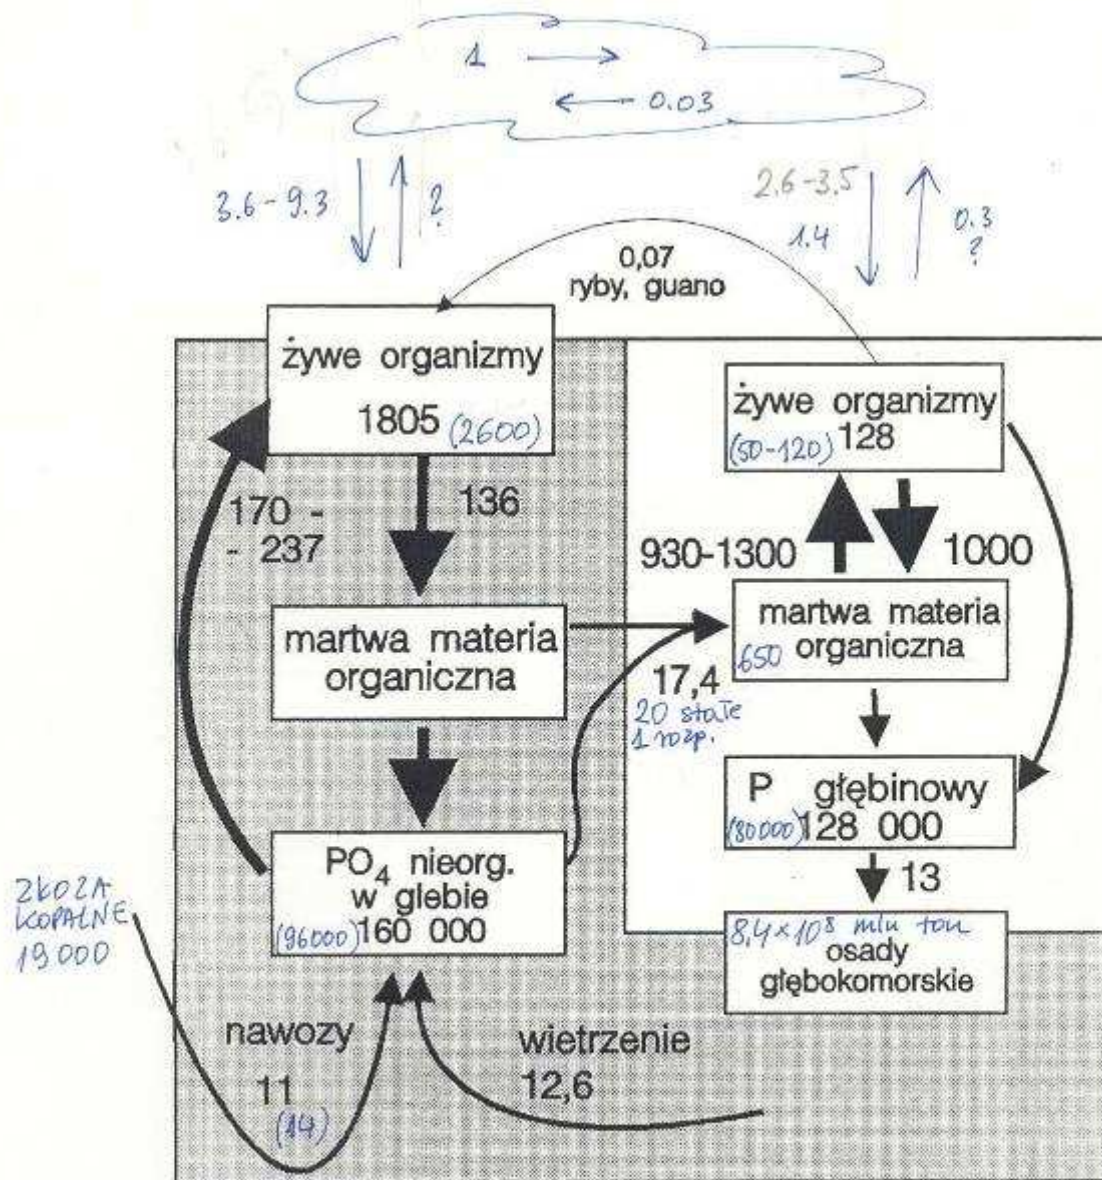 1
0.03
3.6-9.3
?
2.6-3.5
1.4
0.3
?
0,07
ryby, guano
żywe organizmy
1805 (2600)
żywe organizmy
(50-120) 128
170 -
- 237
136
930-1300
1000
martwa materia
organiczna
martwa materia
650 organiczna
17,4
20 stałe
1 rozp.
P głębinowy
(80000) 128 000
PO₄ nieorg.
w glebie
(96000) 160 000
13
ZŁOŻA
KOPALNE
19 000
8,4×10⁸ mln ton
osady
głębokomorskie
nawozy
11
(14)
wietrzenie
12,6